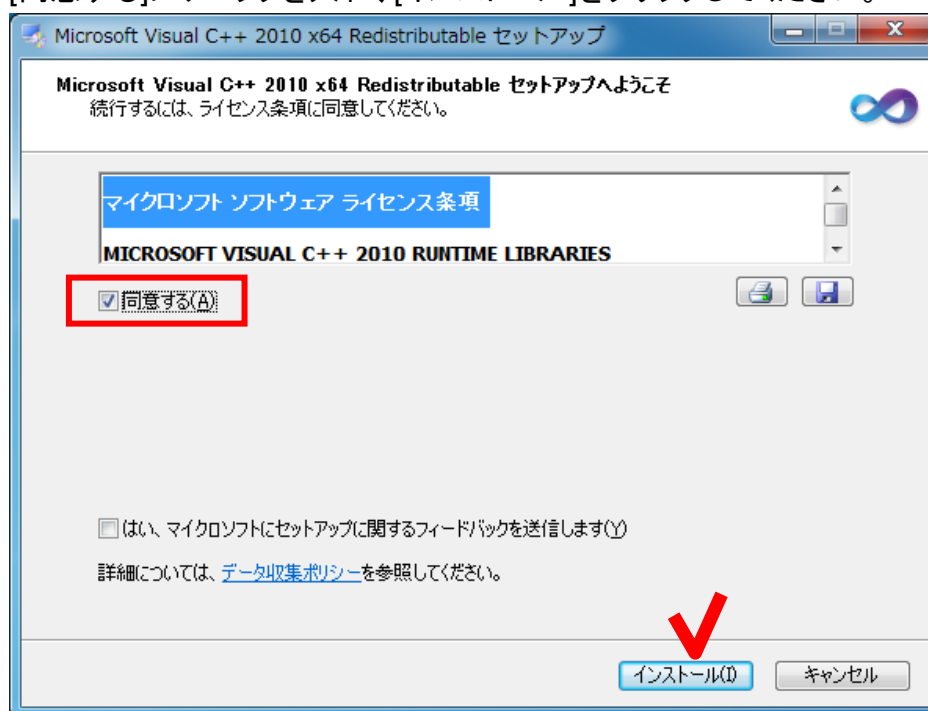 Microsoft Visual C++ 2010 x64 Redistributable セットアップ
Microsoft Visual C++ 2010 x64 Redistributable セットアップへようこそ
続行するには、ライセンス条項に同意してください。
マイクロソフト ソフトウェア ライセンス条項
MICROSOFT VISUAL C++ 2010 RUNTIME LIBRARIES
同意する(A)
はい、マイクロソフトにセットアップに関するフィードバックを送信します(Y)
詳細については、データ収集ポリシーを参照してください。
インストール(I)
キャンセル